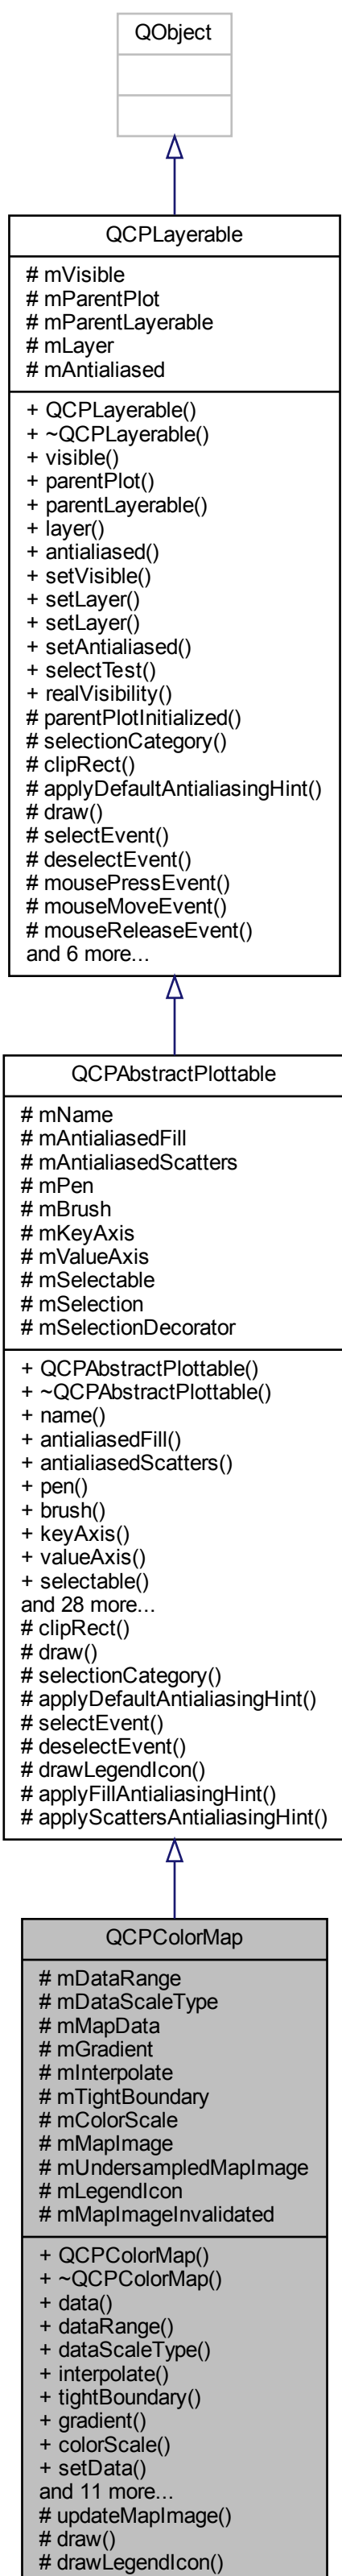 QObject
QCPLayerable
# mVisible
# mParentPlot
# mParentLayerable
# mLayer
# mAntialiased
+ QCPLayerable()
+ ~QCPLayerable()
+ visible()
+ parentPlot()
+ parentLayerable()
+ layer()
+ antialiased()
+ setVisible()
+ setLayer()
+ setLayer()
+ setAntialiased()
+ selectTest()
+ realVisibility()
# parentPlotInitialized()
# selectionCategory()
# clipRect()
# applyDefaultAntialiasingHint()
# draw()
# selectEvent()
# deselectEvent()
# mousePressEvent()
# mouseMoveEvent()
# mouseReleaseEvent()
and 6 more...
QCPAbstractPlottable
# mName
# mAntialiasedFill
# mAntialiasedScatters
# mPen
# mBrush
# mKeyAxis
# mValueAxis
# mSelectable
# mSelection
# mSelectionDecorator
+ QCPAbstractPlottable()
+ ~QCPAbstractPlottable()
+ name()
+ antialiasedFill()
+ antialiasedScatters()
+ pen()
+ brush()
+ keyAxis()
+ valueAxis()
+ selectable()
and 28 more...
# clipRect()
# draw()
# selectionCategory()
# applyDefaultAntialiasingHint()
# selectEvent()
# deselectEvent()
# drawLegendIcon()
# applyFillAntialiasingHint()
# applyScattersAntialiasingHint()
QCPColorMap
# mDataRange
# mDataScaleType
# mMapData
# mGradient
# mInterpolate
# mTightBoundary
# mColorScale
# mMapImage
# mUndersampledMapImage
# mLegendIcon
# mMapImageInvalidated
+ QCPColorMap()
+ ~QCPColorMap()
+ data()
+ dataRange()
+ dataScaleType()
+ interpolate()
+ tightBoundary()
+ gradient()
+ colorScale()
+ setData()
and 11 more...
# updateMapImage()
# draw()
# drawLegendIcon()